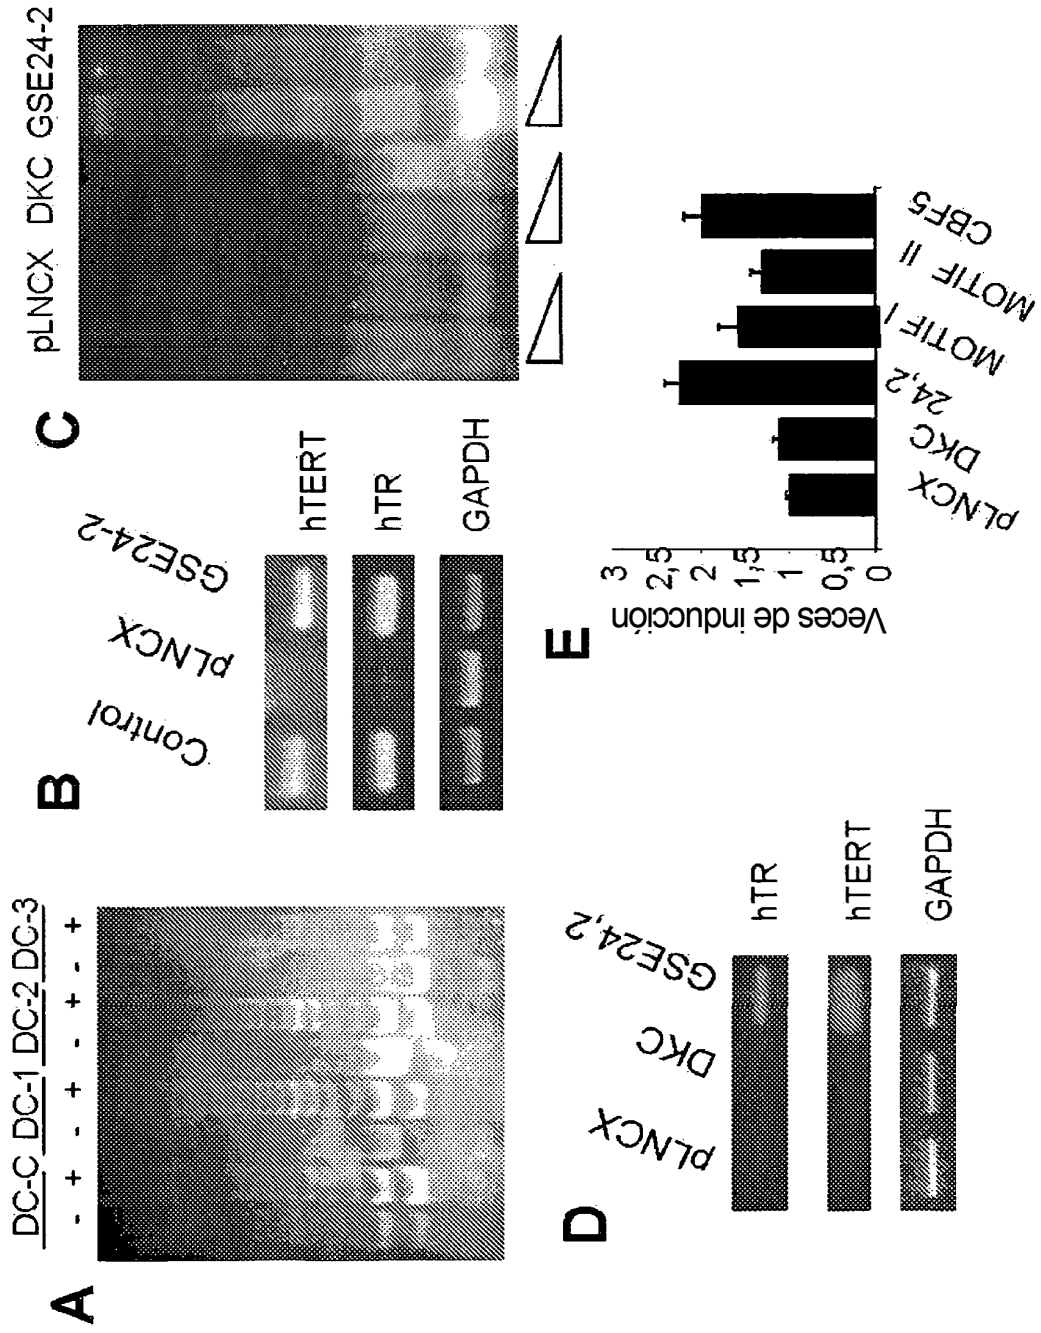 A
DC-C DC-1 DC-2 DC-3
- + - + - + - +
B
Control pLNCX GSE24-2
hTERT
hTR
GAPDH
C
pLNCX DKC GSE24-2
D
pLNCX DKC GSE24,2
hTR
hTERT
GAPDH
E
Veces de inducción
3
2,5
2
1,5
1
0,5
0
pLNCX DKC 24,2 MOTIF I MOTIF II CBF5